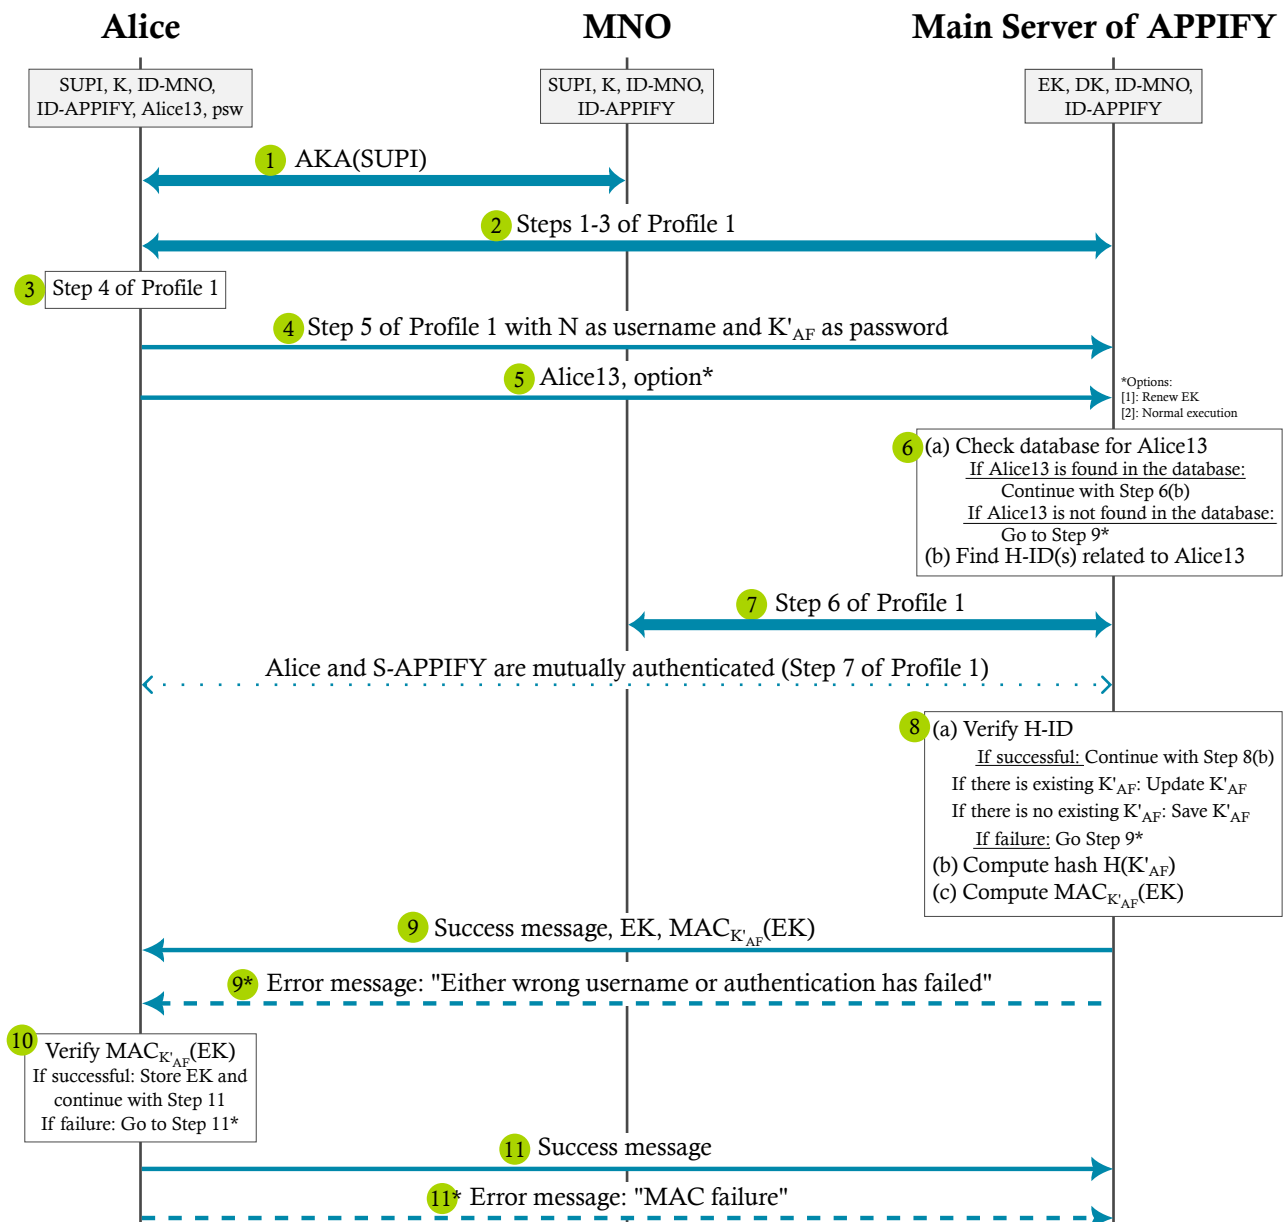 Alice
MNO
Main Server of APPIFY
SUPI, K, ID-MNO,
ID-APPIFY, Alice13, psw
SUPI, K, ID-MNO,
ID-APPIFY
EK, DK, ID-MNO,
ID-APPIFY
1 AKA(SUPI)
2 Steps 1-3 of Profile 1
3 Step 4 of Profile 1
4 Step 5 of Profile 1 with N as username and K'AF as password
5 Alice13, option*
*Options:
[1]: Renew EK
[2]: Normal execution
6 (a) Check database for Alice13
If Alice13 is found in the database:
Continue with Step 6(b)
If Alice13 is not found in the database:
Go to Step 9*
(b) Find H-ID(s) related to Alice13
7 Step 6 of Profile 1
Alice and S-APPIFY are mutually authenticated (Step 7 of Profile 1)
8 (a) Verify H-ID
If successful: Continue with Step 8(b)
If there is existing K'AF: Update K'AF
If there is no existing K'AF: Save K'AF
If failure: Go Step 9*
(b) Compute hash H(K'AF)
(c) Compute MACK'AF(EK)
9 Success message, EK, MACK'AF(EK)
9* Error message: "Either wrong username or authentication has failed"
10 Verify MACK'AF(EK)
If successful: Store EK and
continue with Step 11
If failure: Go to Step 11*
11 Success message
11* Error message: "MAC failure"